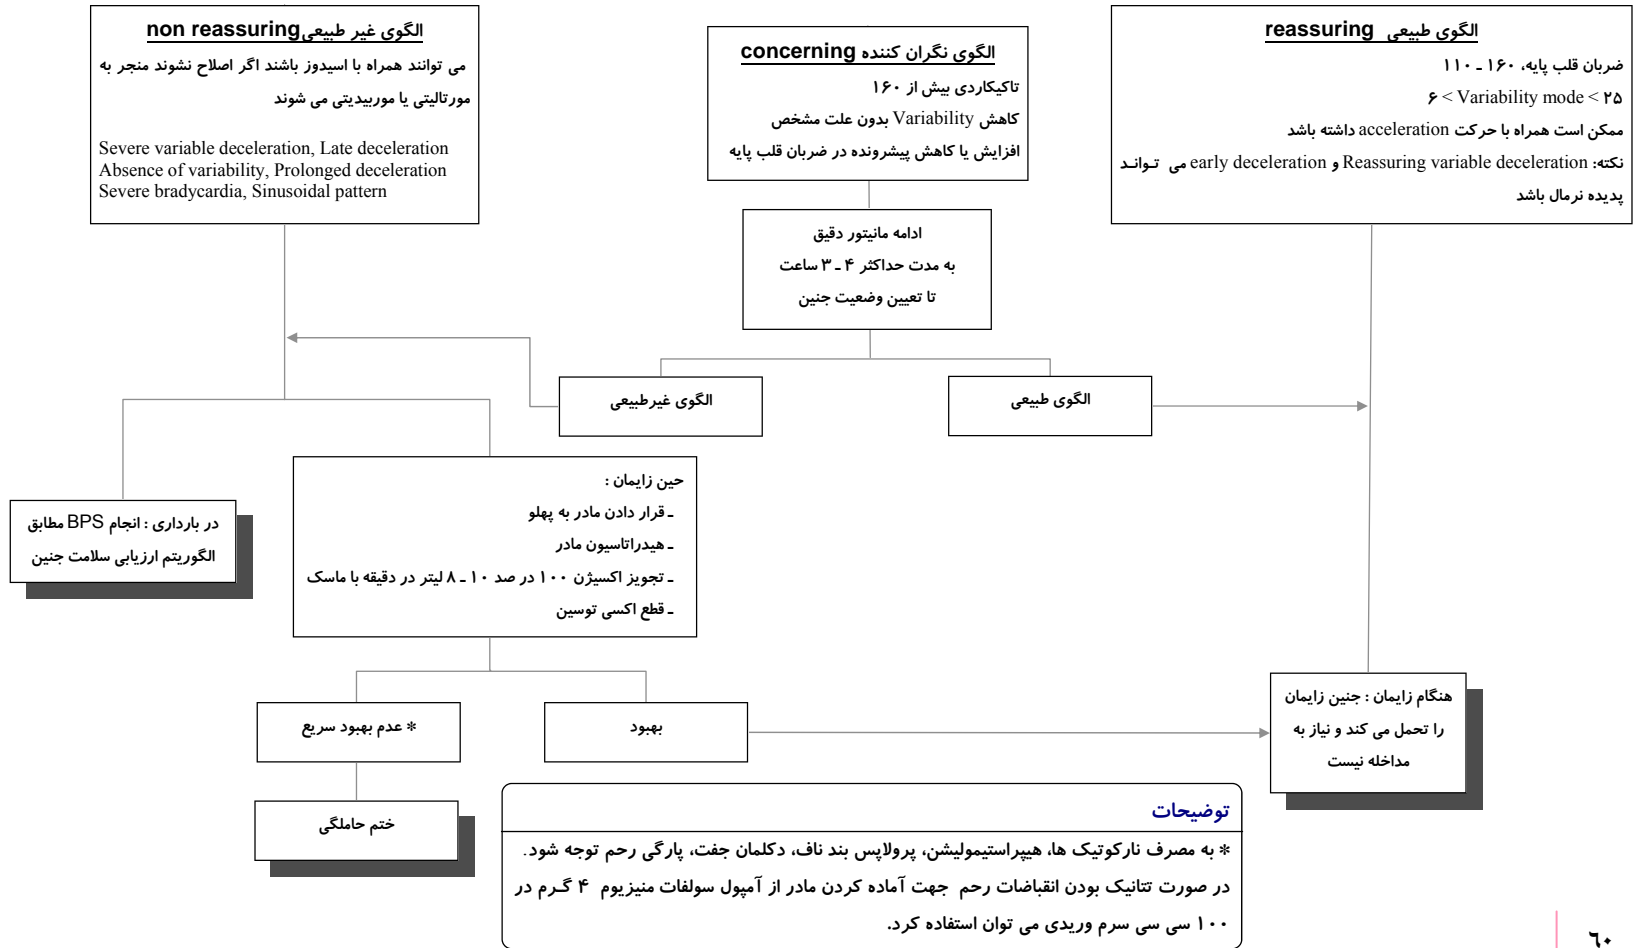 الگوی طبیعی reassuring
ضربان قلب پایه، ۱۶۰ ـ ۱۱۰
۶ < Variability mode < ۲۵
ممکن است همراه با حرکت acceleration داشته باشد
نکته: Reassuring variable deceleration و early deceleration می تـوانـد
پدیده نرمال باشد
الگوی نگران کننده concerning
تاکیکاردی بیش از ۱۶۰
کاهش Variability بدون علت مشخص
افزایش یا کاهش پیشرونده در ضربان قلب پایه
الگوی غیر طبیعی non reassuring
می توانند همراه با اسیدوز باشند اگر اصلاح نشوند منجر به
مورتالیتی یا موربیدیتی می شوند
Severe variable deceleration, Late deceleration
Absence of variability, Prolonged deceleration
Severe bradycardia, Sinusoidal pattern
ادامه مانیتور دقیق
به مدت حداکثر ۴ ـ ۳ ساعت
تا تعیین وضعیت جنین
الگوی طبیعی
الگوی غیرطبیعی
حین زایمان :
ـ قرار دادن مادر به پهلو
ـ هیدراتاسیون مادر
ـ تجویز اکسیژن ۱۰۰ در صد ۱۰ ـ ۸ لیتر در دقیقه با ماسک
ـ قطع اکسی توسین
در بارداری : انجام BPS مطابق
الگوریتم ارزیابی سلامت جنین
هنگام زایمان : جنین زایمان
را تحمل می کند و نیاز به
مداخله نیست
بهبود
* عدم بهبود سریع
ختم حاملگی
توضیحات
* به مصرف نارکوتیک ها، هیپراستیمولیشن، پرولاپس بند ناف، دکلمان جفت، پارگی رحم توجه شود.
در صورت تتانیک بودن انقباضات رحم جهت آماده کردن مادر از آمپول سولفات منیزیوم ۴ گـرم در
۱۰۰ سی سی سرم وریدی می توان استفاده کرد.
۶۰